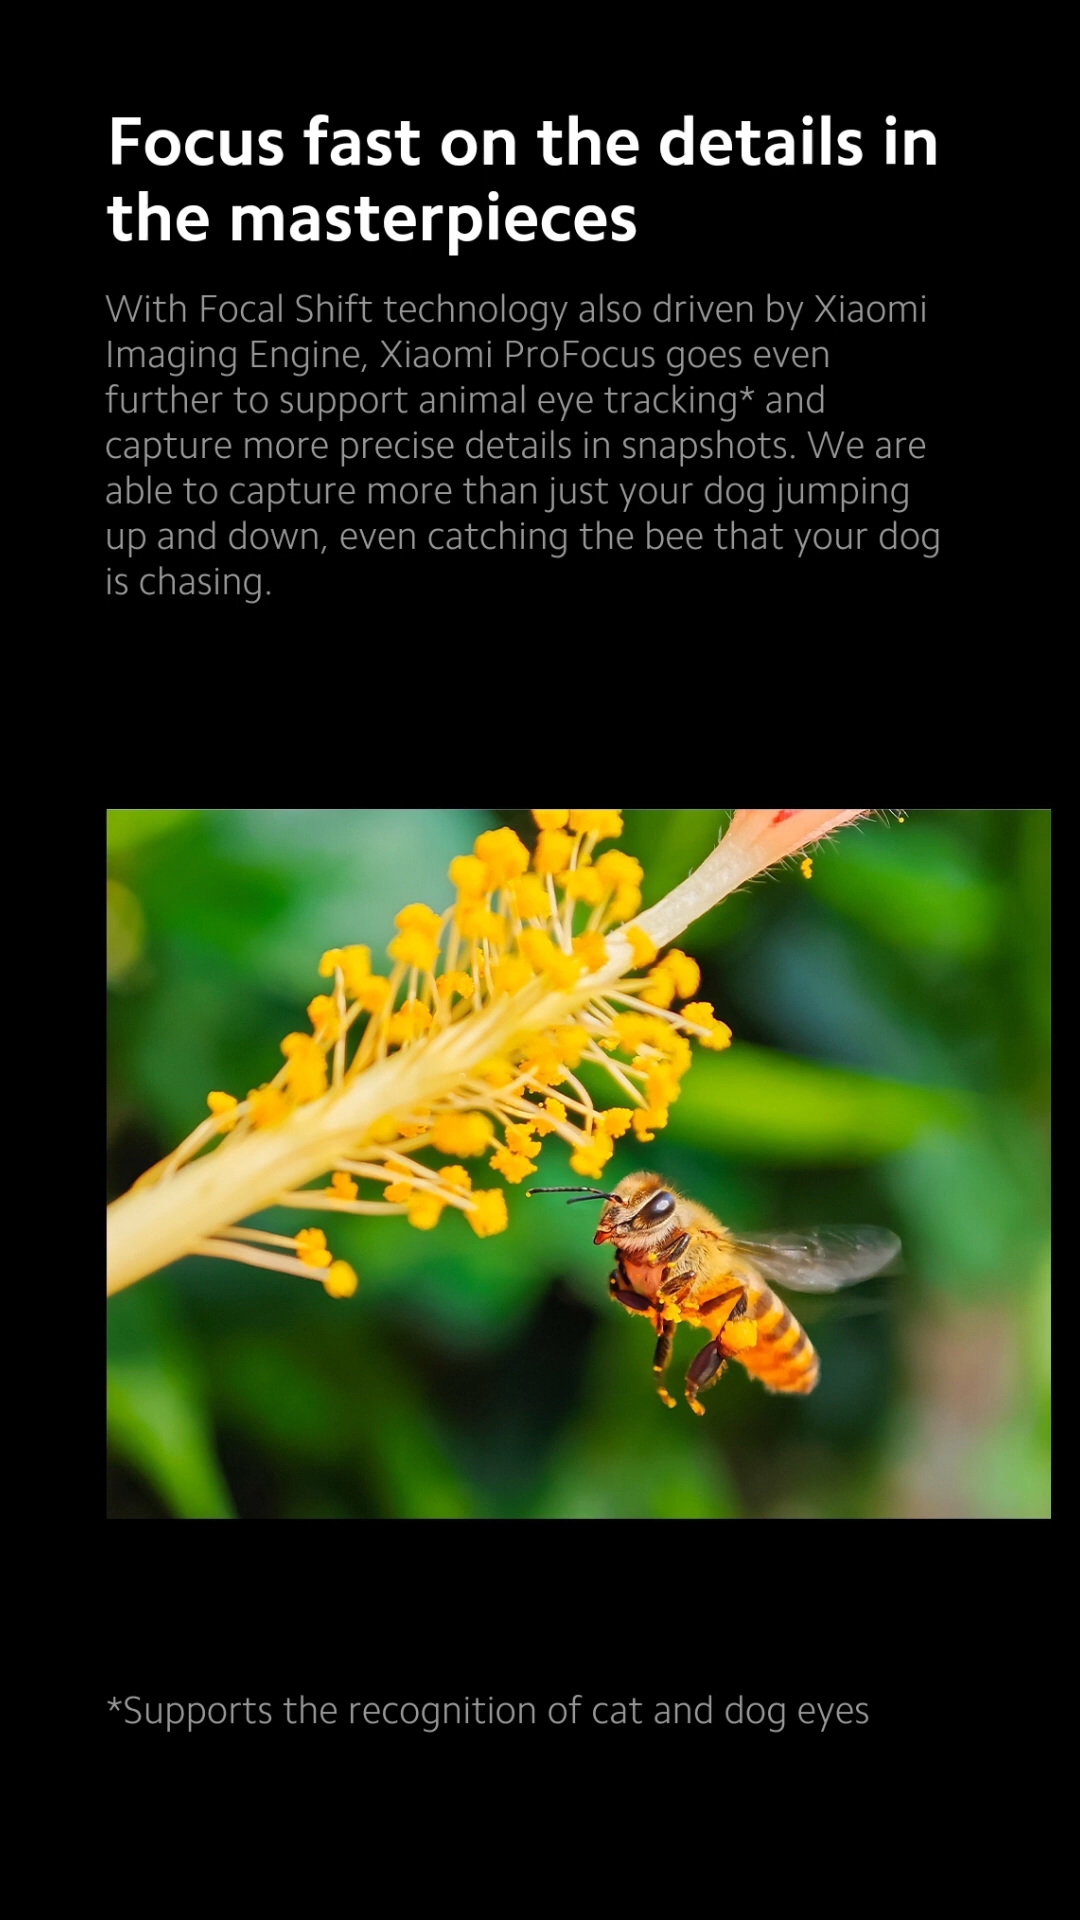 Focus fast on the details in
the masterpieces
With Focal Shift technology also driven by Xiaomi
Imaging Engine, Xiaomi ProFocus goes even
further to support animal eye tracking* and
capture more precise details in snapshots. We are
able to capture more than just your dog jumping
up and down, even catching the bee that your dog
is chasing.
*Supports the recognition of cat and dog eyes